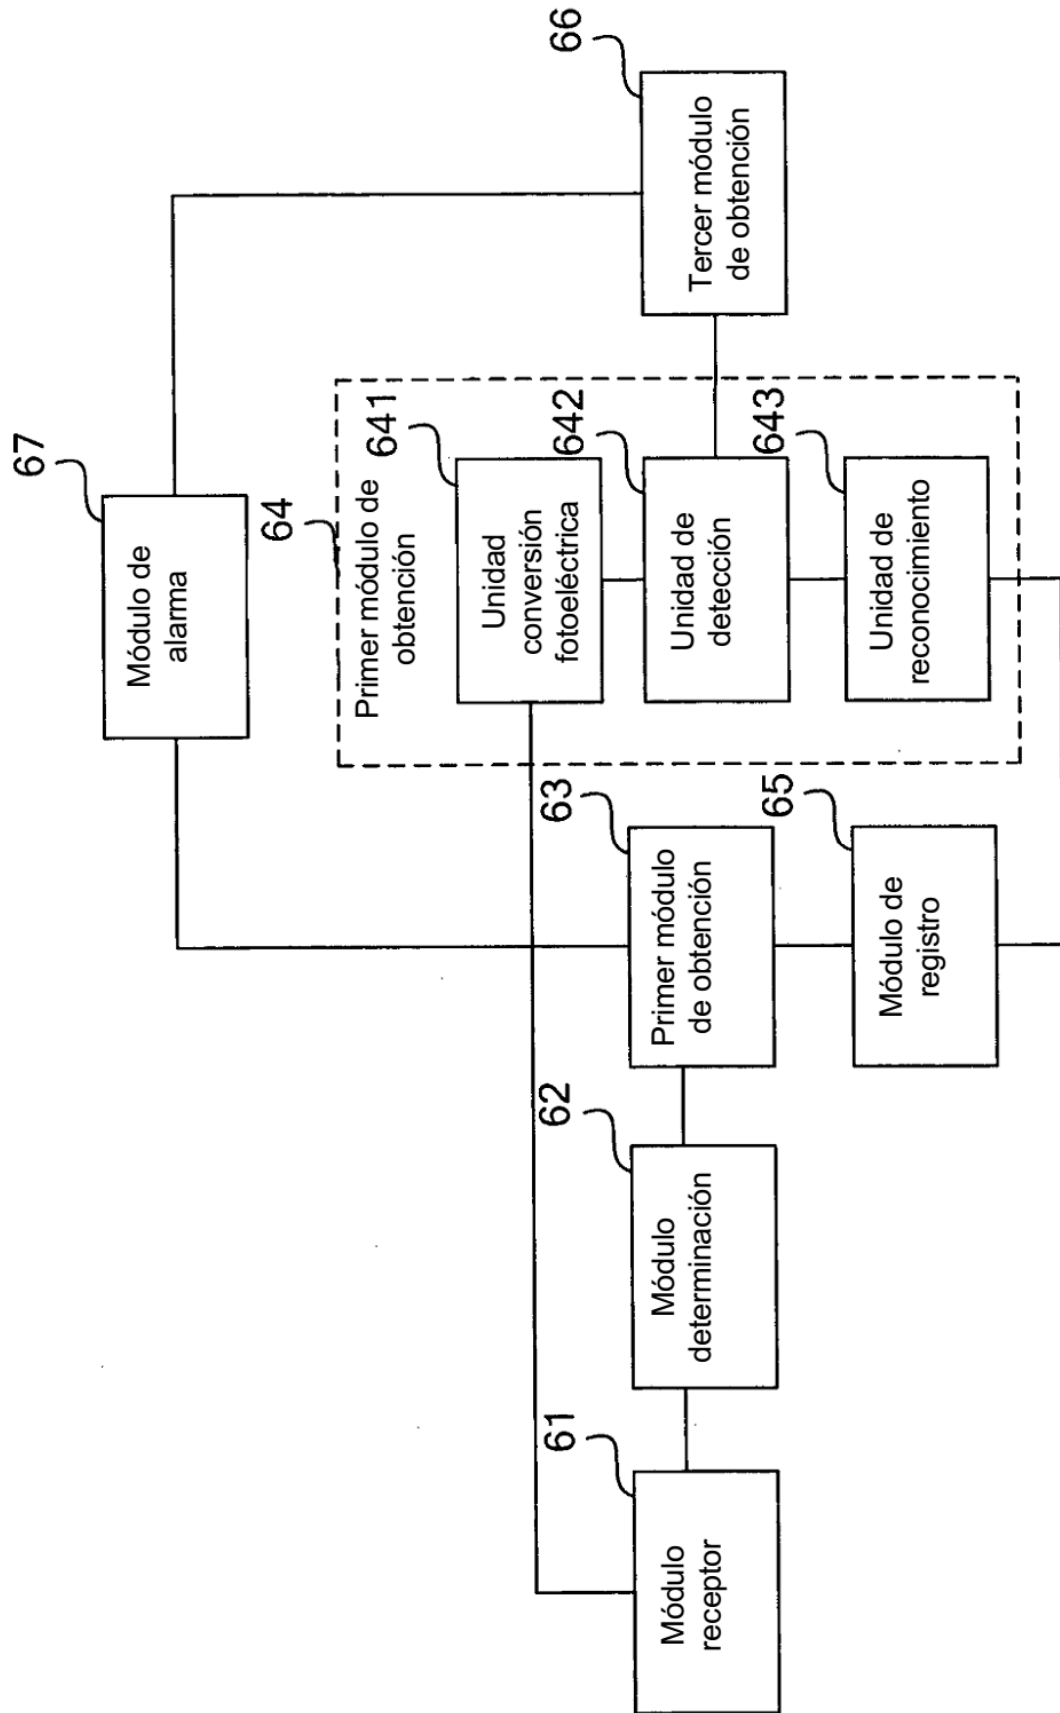 67
Módulo de
alarma
64
Primer módulo de
obtención
641
Unidad
conversión
fotoeléctrica
642
Unidad de
detección
643
Unidad de
reconocimiento
66
Tercer módulo
de obtención
61
Módulo
receptor
62
Módulo
determinación
63
Primer módulo
de obtención
65
Módulo de
registro